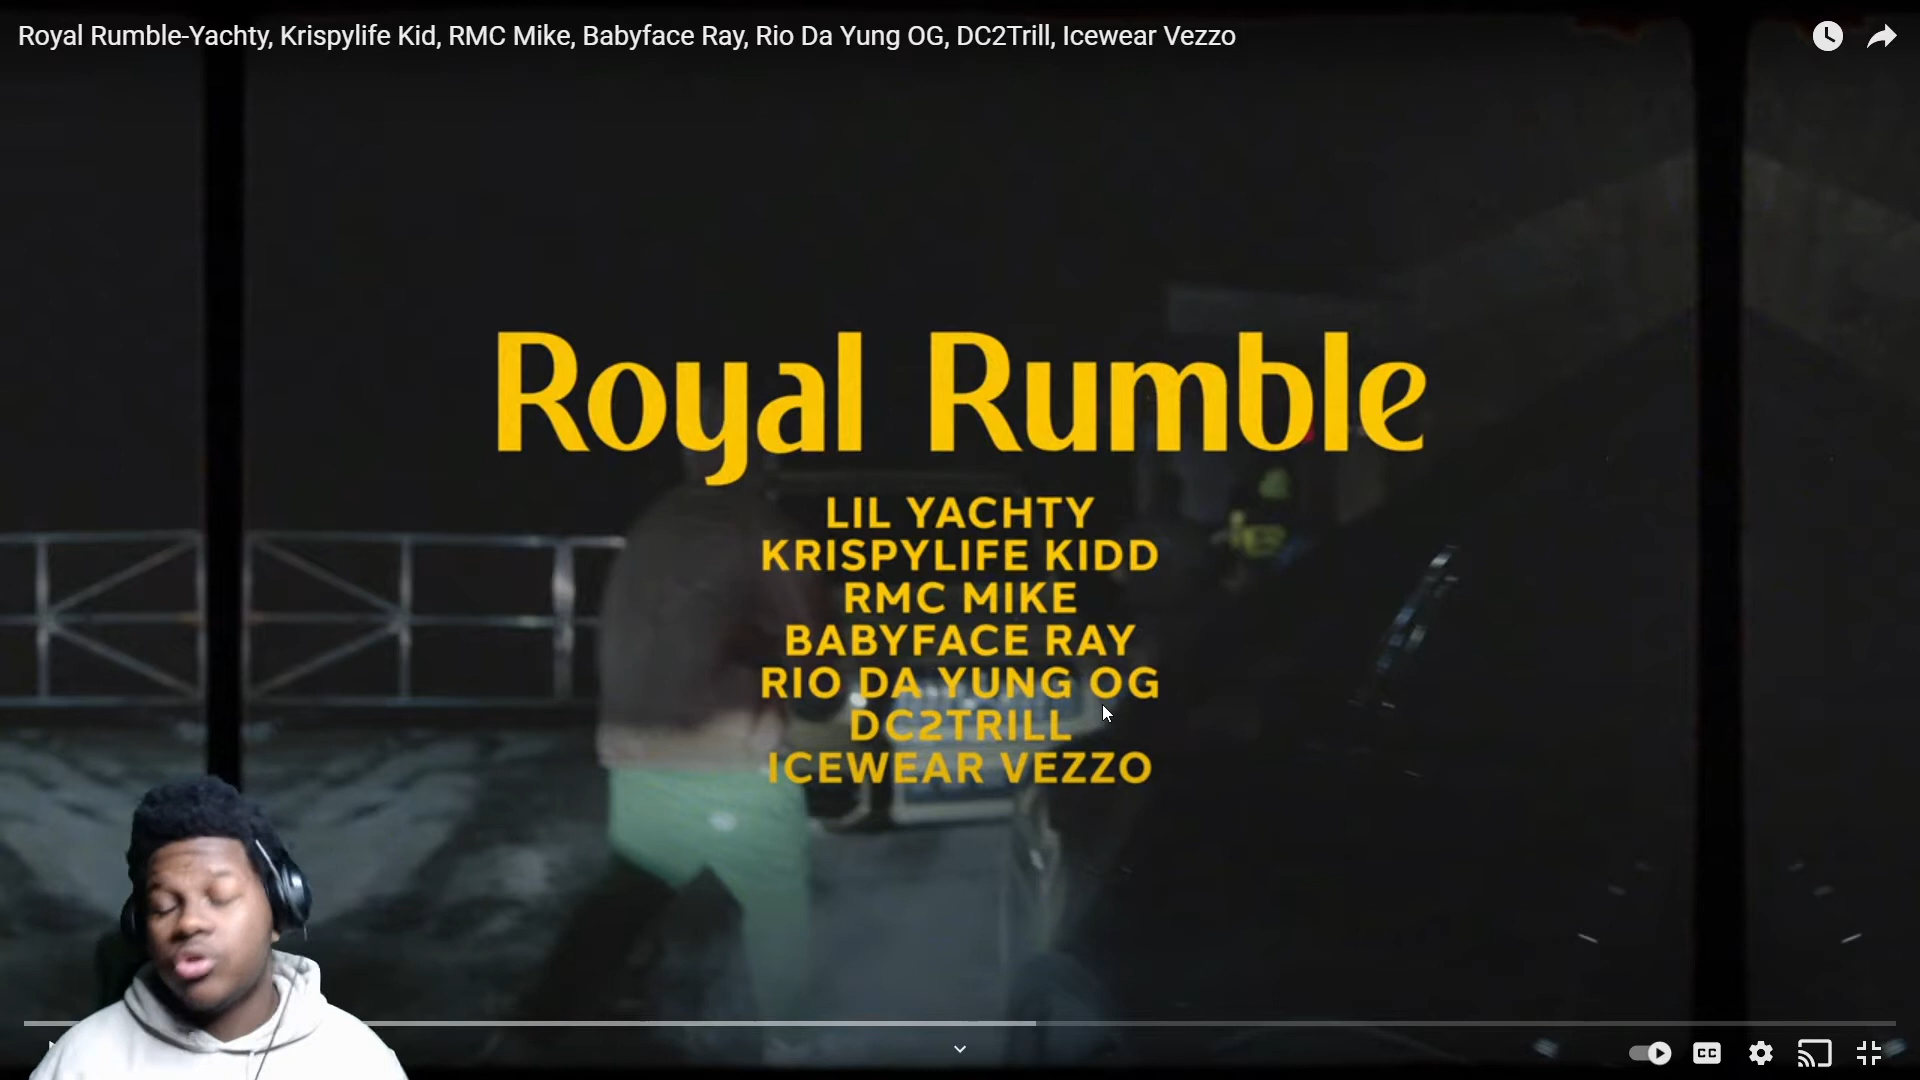 Royal Rumble-Yachty, Krispylife Kid, RMC Mike, Babyface Ray, Rio Da Yung OG, DC2Trill, Icewear Vezzo
Royal Rumble
LIL YACHTY
KRISPYLIFE KIDD
RMC MIKE
BABYFACE RAY
RIO DA YUNG OG
DC2TRILL
ICEWEAR VEZZO
CC